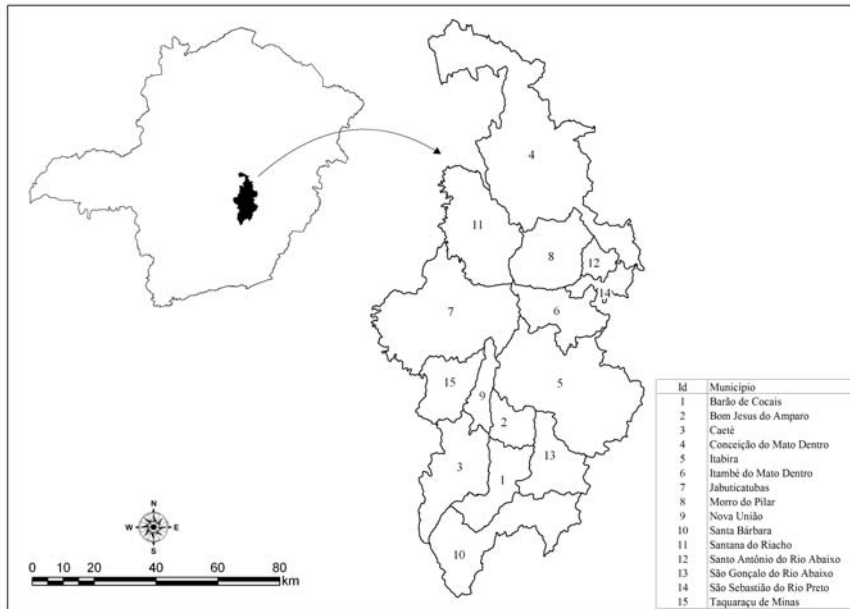 4
11
8
12
14
7
6
15
5
9
2
13
3
1
10
N
W E
S
0 10 20 40 60 80
km
Id Município
1 Barão de Cocais
2 Bom Jesus do Amparo
3 Caeté
4 Conceição do Mato Dentro
5 Itabira
6 Itambé do Mato Dentro
7 Jabuticatubas
8 Morro do Pilar
9 Nova União
10 Santa Bárbara
11 Santana do Riacho
12 Santo Antônio do Rio Abaixo
13 São Gonçalo do Rio Abaixo
14 São Sebastião do Rio Preto
15 Taquaraçu de Minas